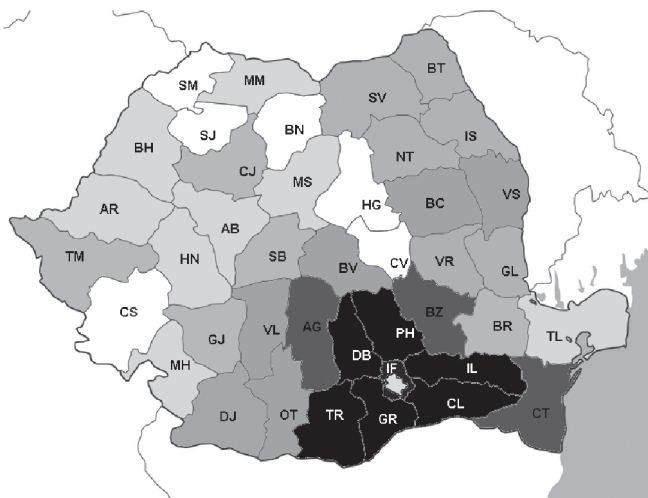 BT
SM
MM
SV
SJ
BN
IS
BH
CJ
NT
MS
VS
HG
BC
AR
AB
TM
HN
SB
BV
CV
VR
GL
CS
GJ
VL
AG
BZ
PH
BR
TL
DB
IF
IL
MH
DJ
OT
TR
GR
CL
CT